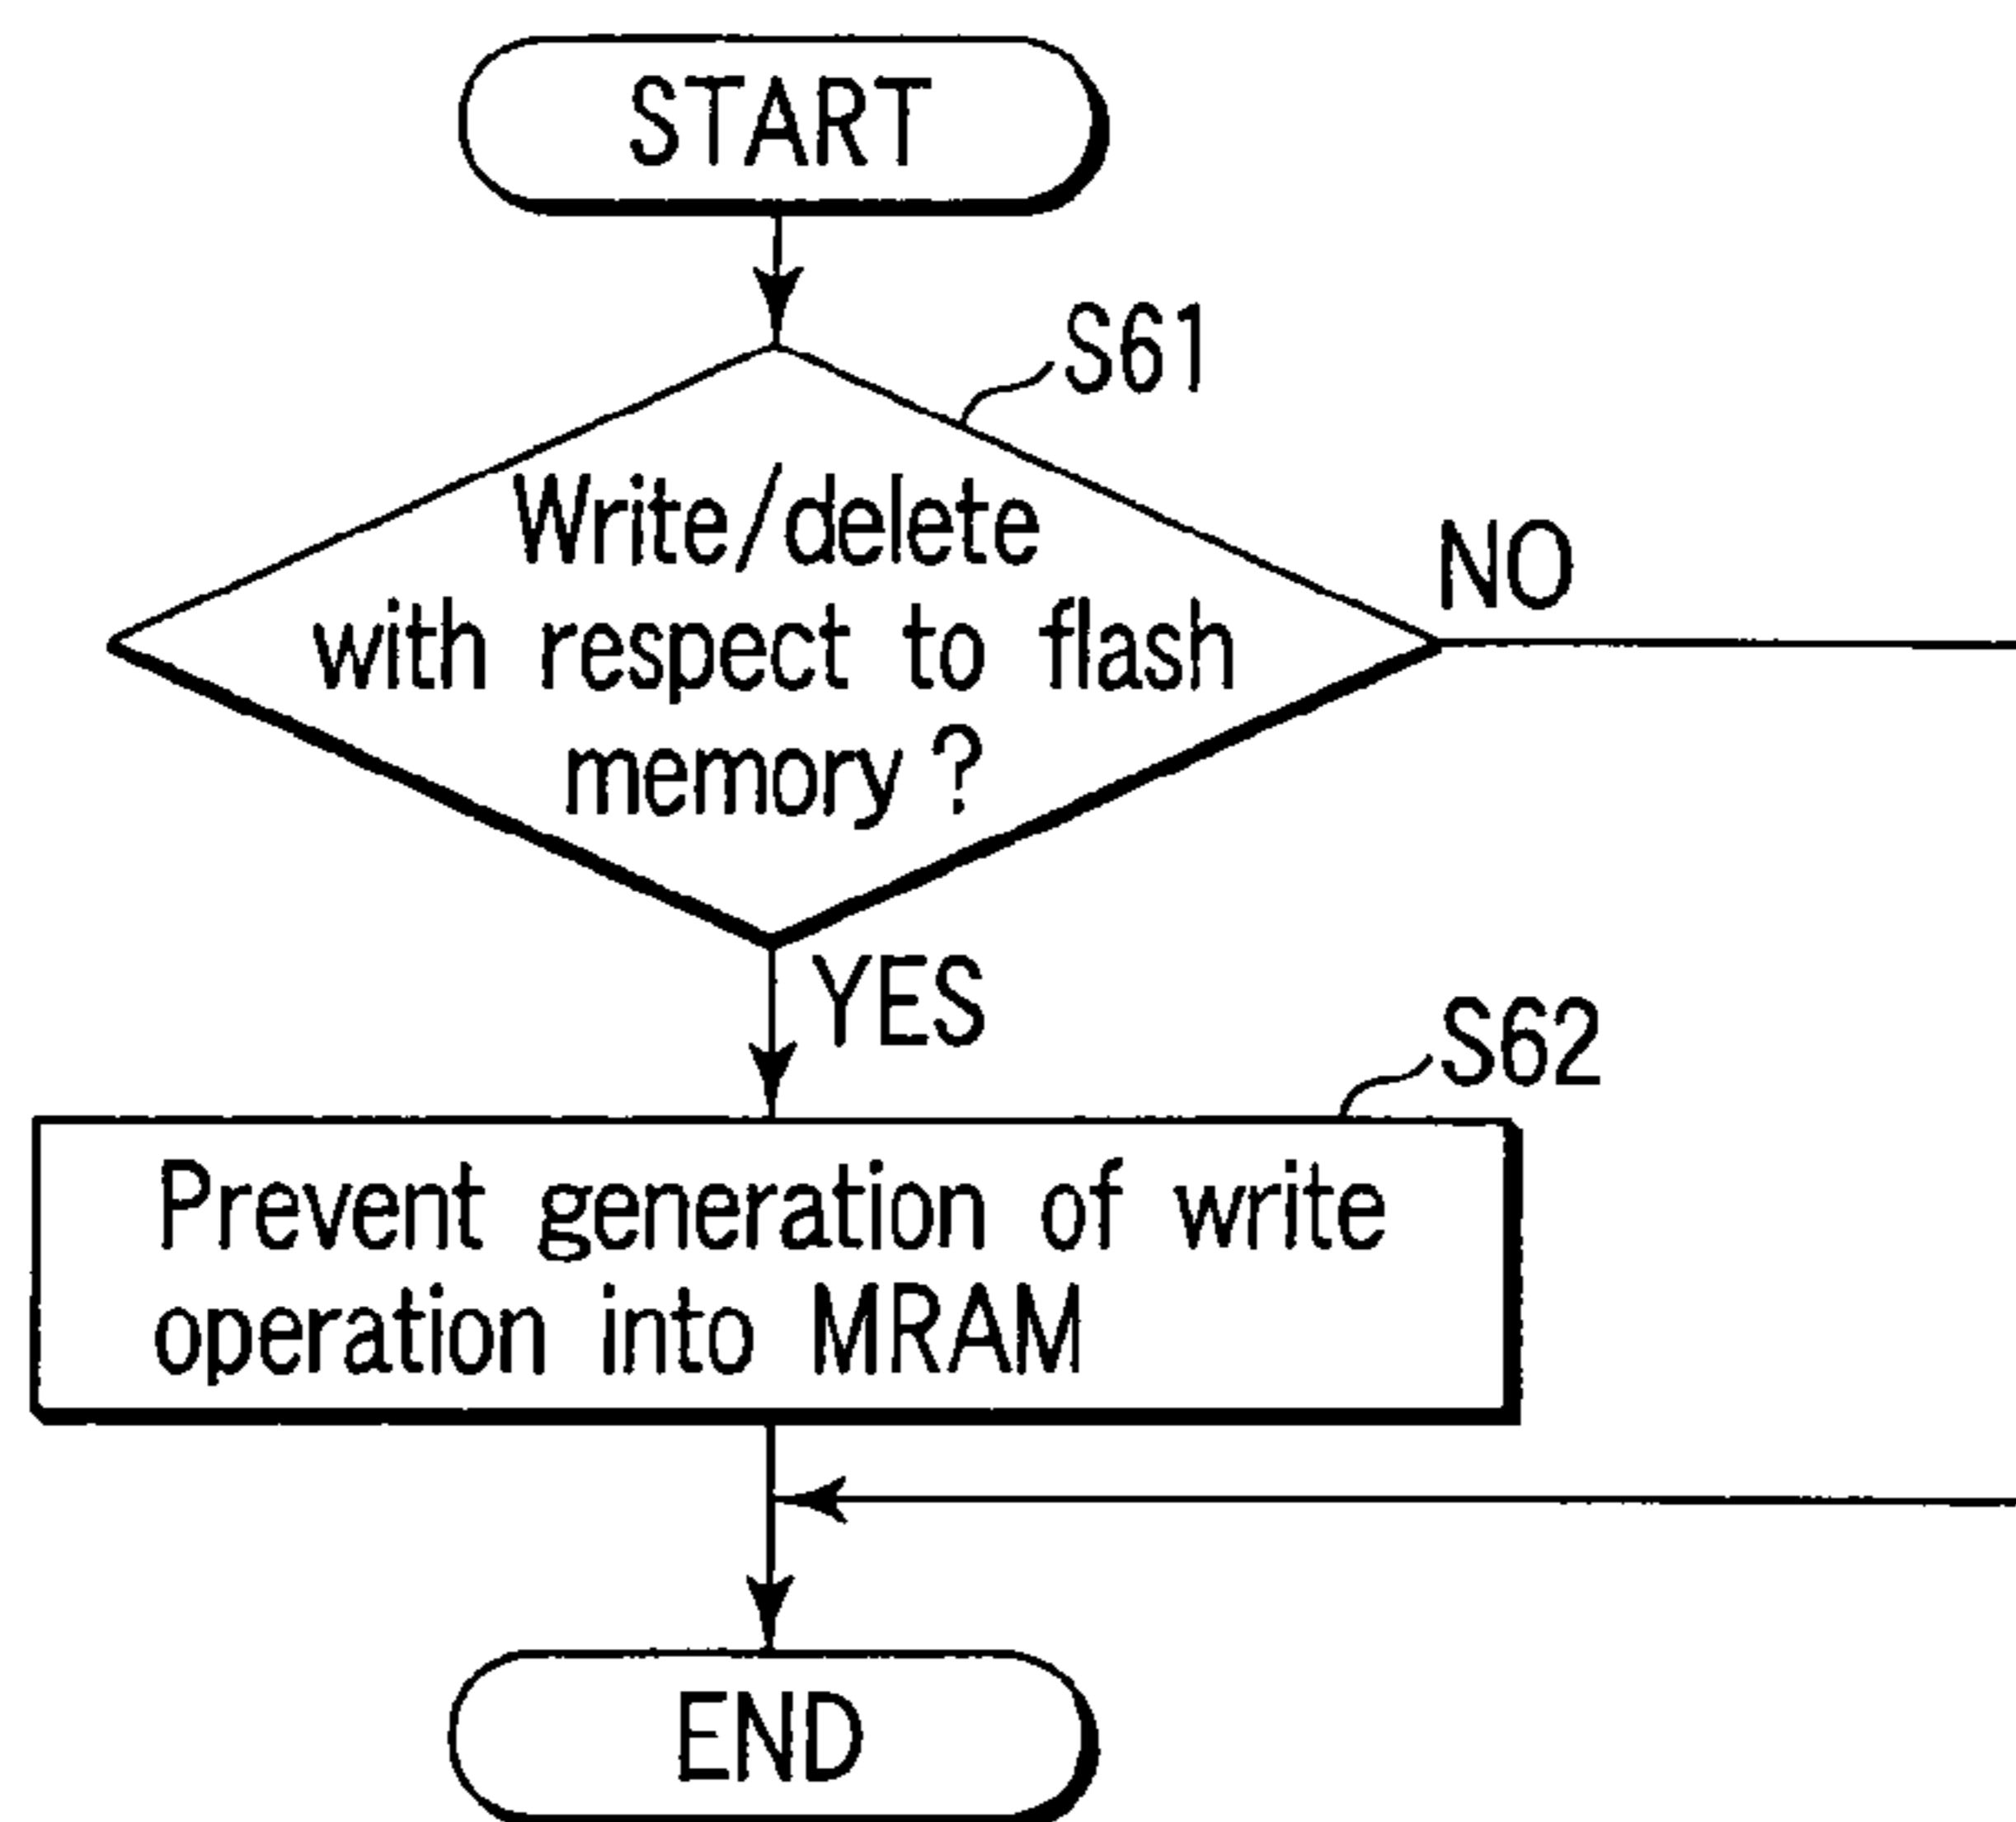 START
S61
Write/delete
with respect to flash
memory ?
NO
YES
S62
Prevent generation of write
operation into MRAM
END